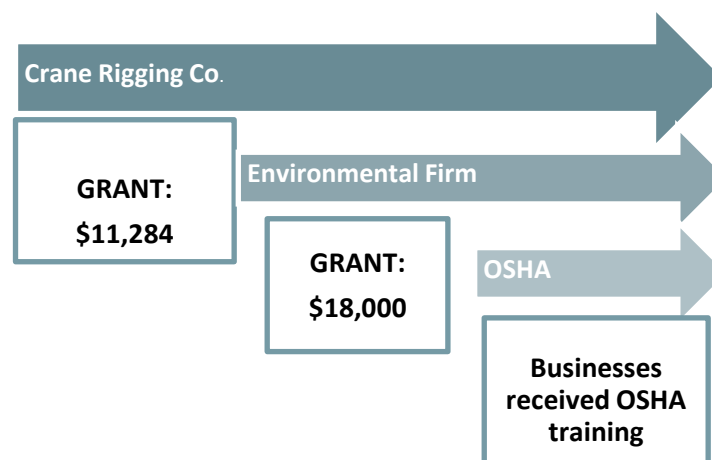 Crane Rigging Co.
GRANT:
$11,284
Environmental Firm
GRANT:
$18,000
OSHA
Businesses
received OSHA
training